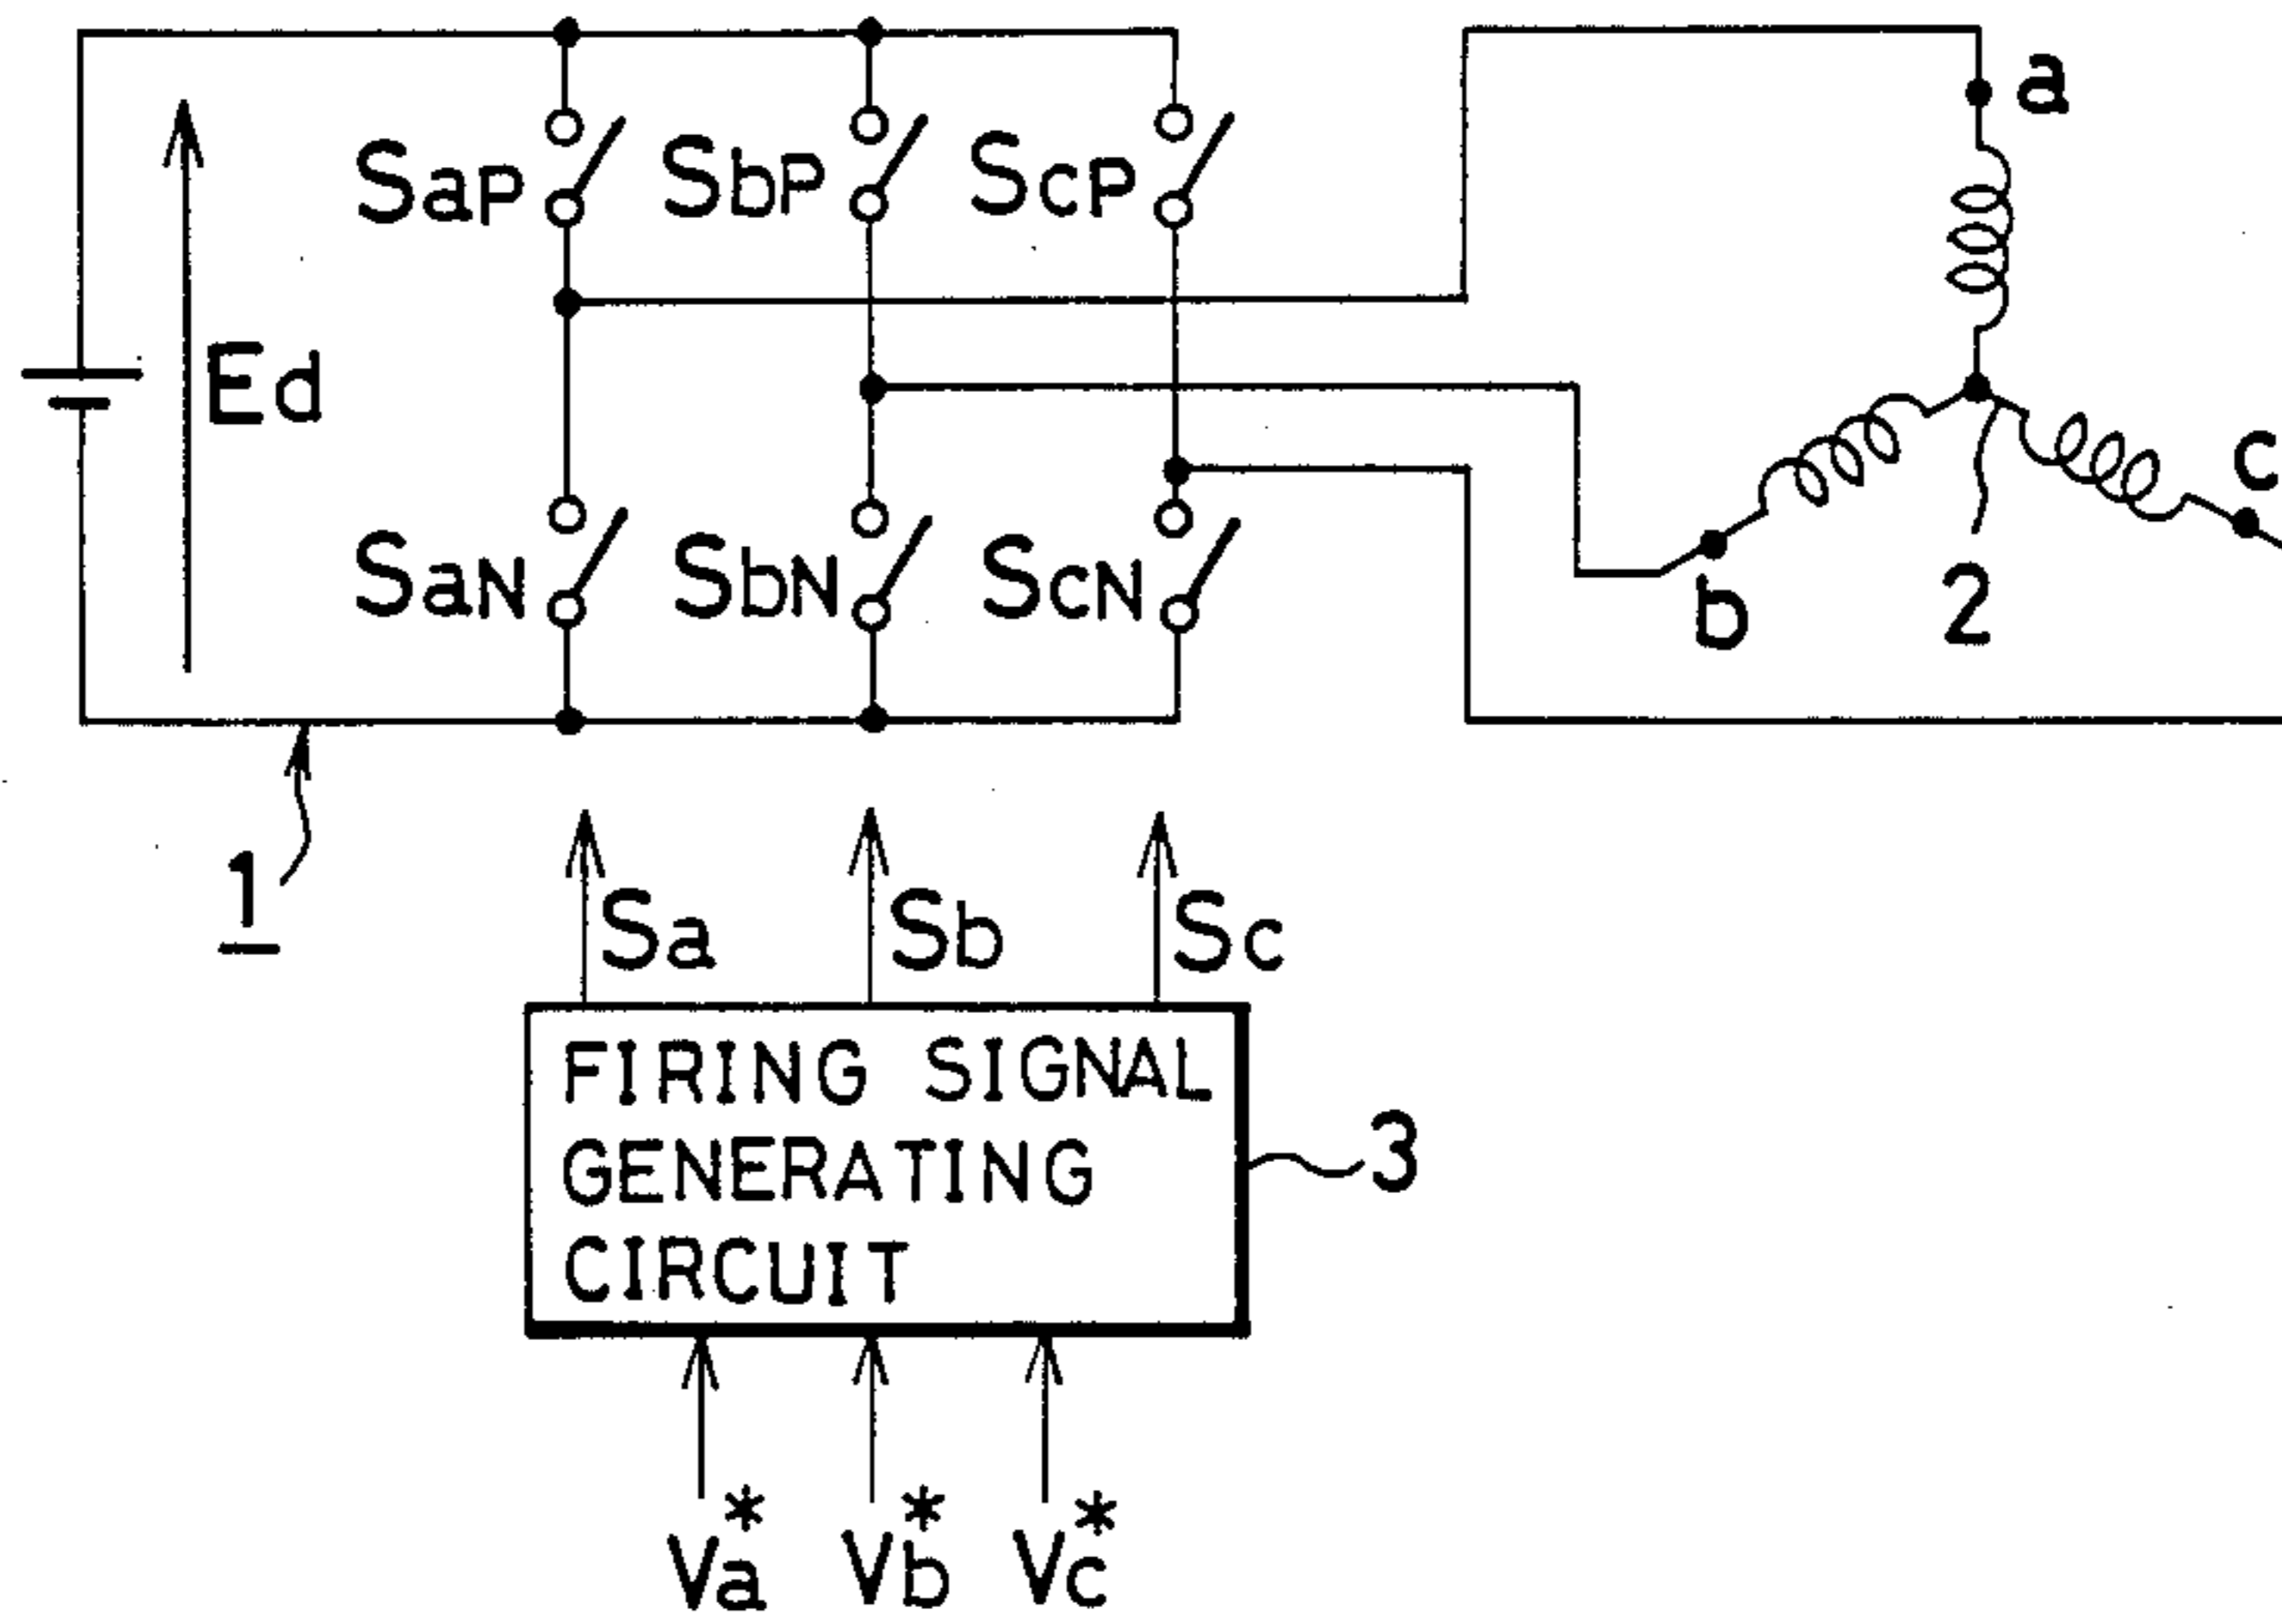 a
SaP SbP ScP
Ed
c
SaN SbN ScN
b
2
1
Sa Sb Sc
FIRING SIGNAL
GENERATING
CIRCUIT
3
Va* Vb* Vc*